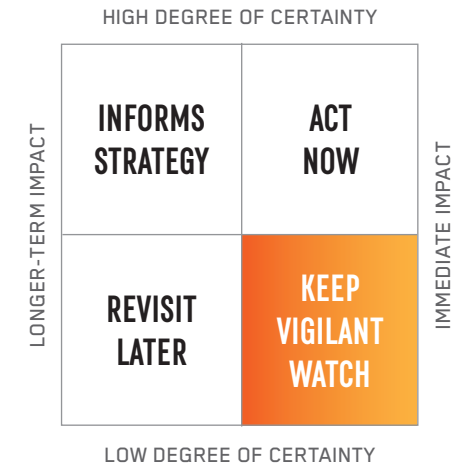 HIGH DEGREE OF CERTAINTY
LONGER-TERM IMPACT
INFORMS
STRATEGY
ACT
NOW
IMMEDIATE IMPACT
REVISIT
LATER
KEEP
VIGILANT
WATCH
LOW DEGREE OF CERTAINTY